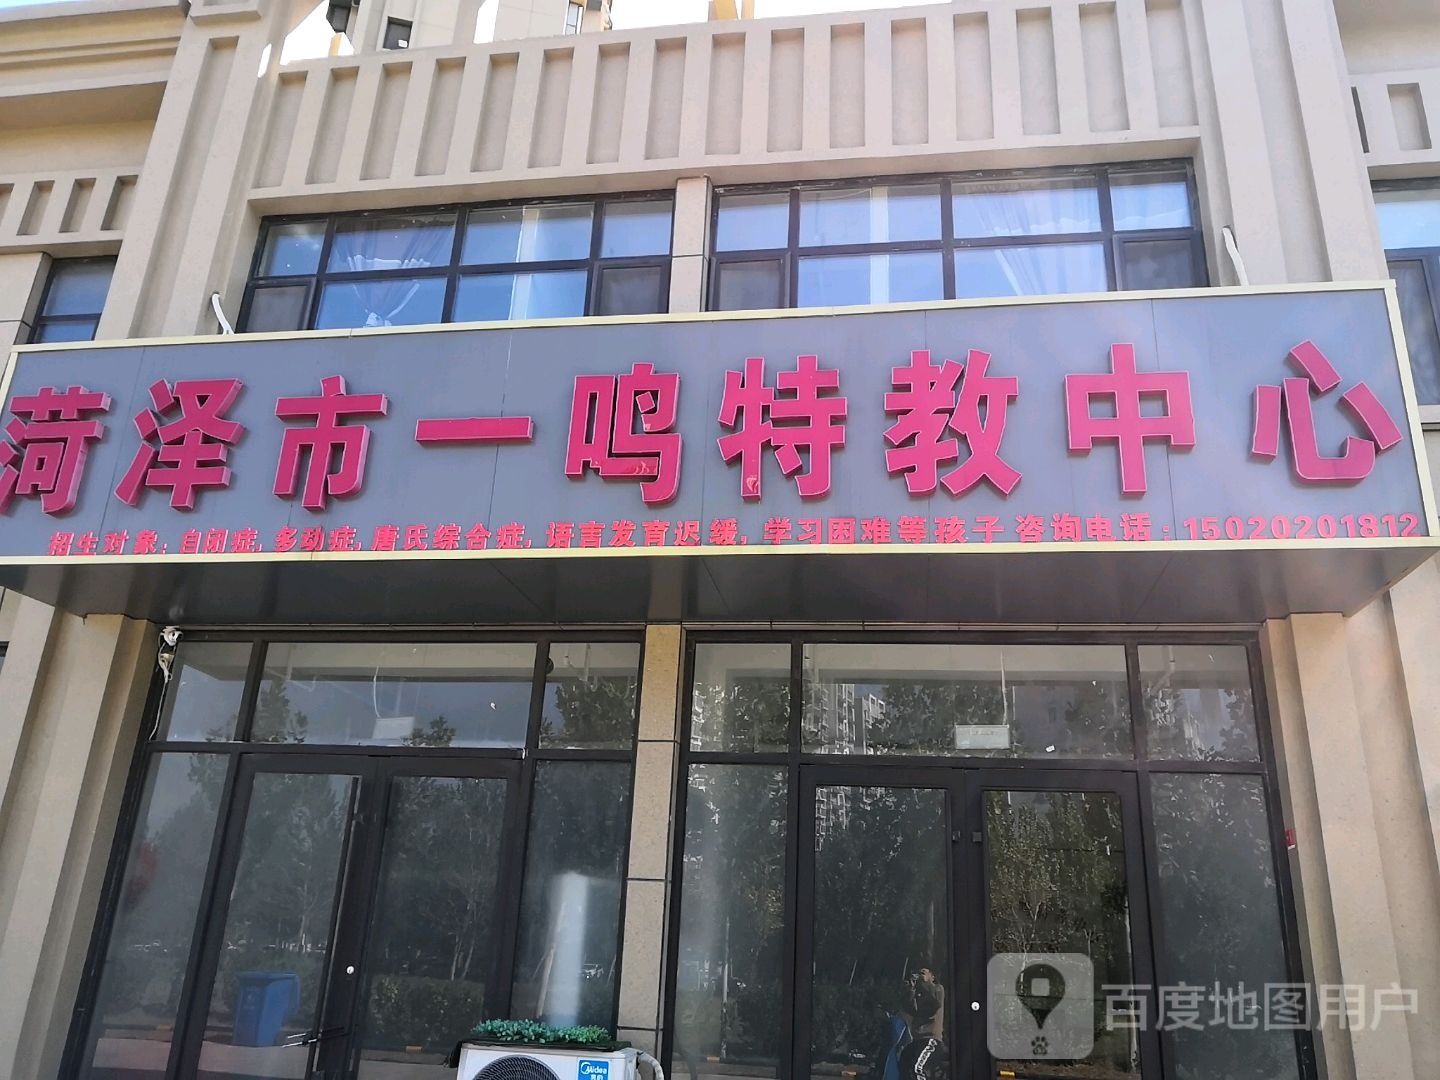 菏泽市一鸣特教中心
招生对象:自闭症,多动症,唐氏综合症,语言发育迟缓,学习困难等孩子 咨询电话:15020201812
Midea
美的
百度地图用户